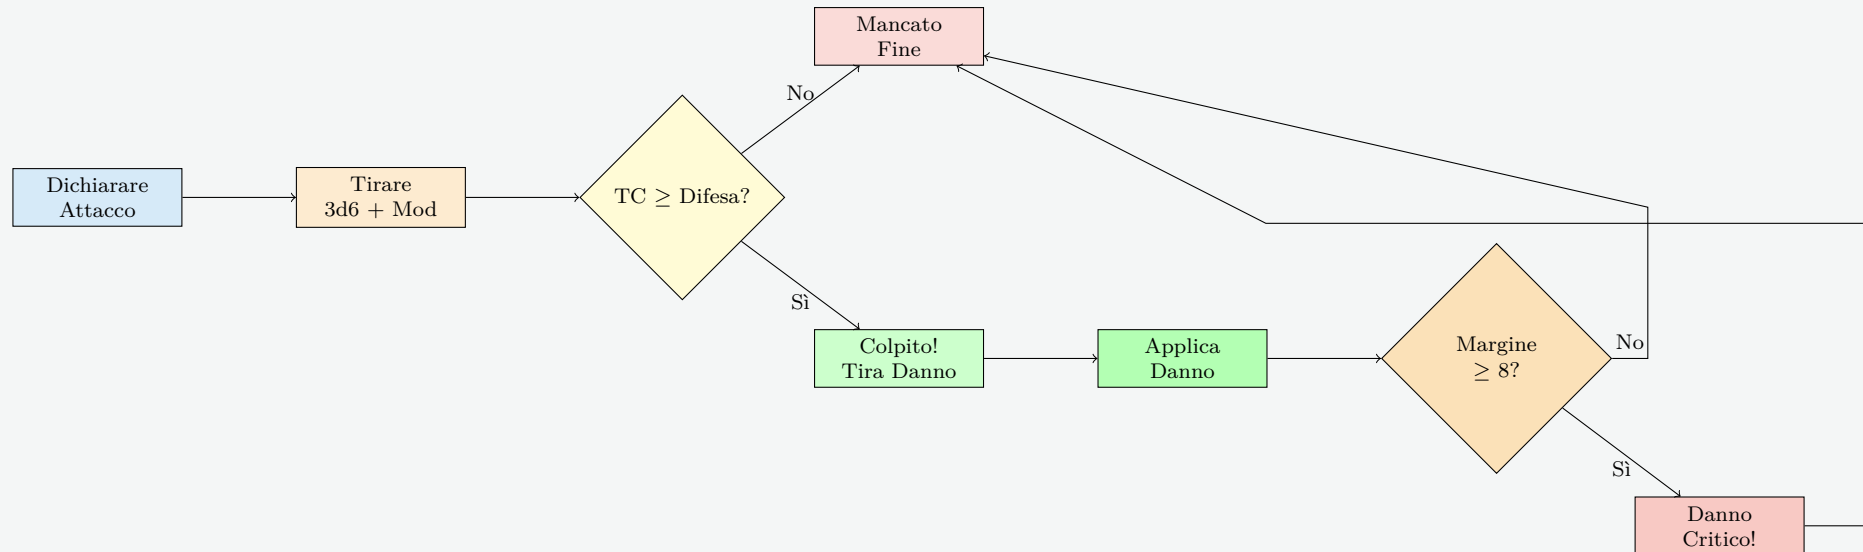 Mancato
Fine
No
Dichiarare
Attacco
Tirare
3d6 + Mod
TC ≥ Difesa?
Sì
Colpito!
Tira Danno
Applica
Danno
Margine
≥ 8?
No
Sì
Danno
Critico!